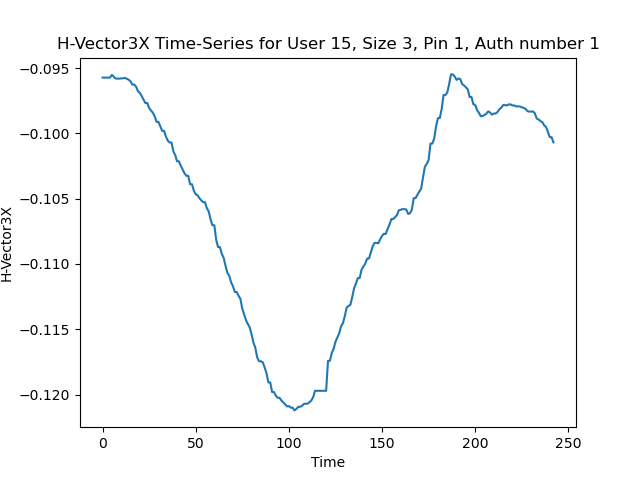 H-Vector3X Time-Series for User 15, Size 3, Pin 1, Auth number 1
−0.095
−0.100
−0.105
−0.110
−0.115
−0.120
H-Vector3X
0 50 100 150 200 250
Time